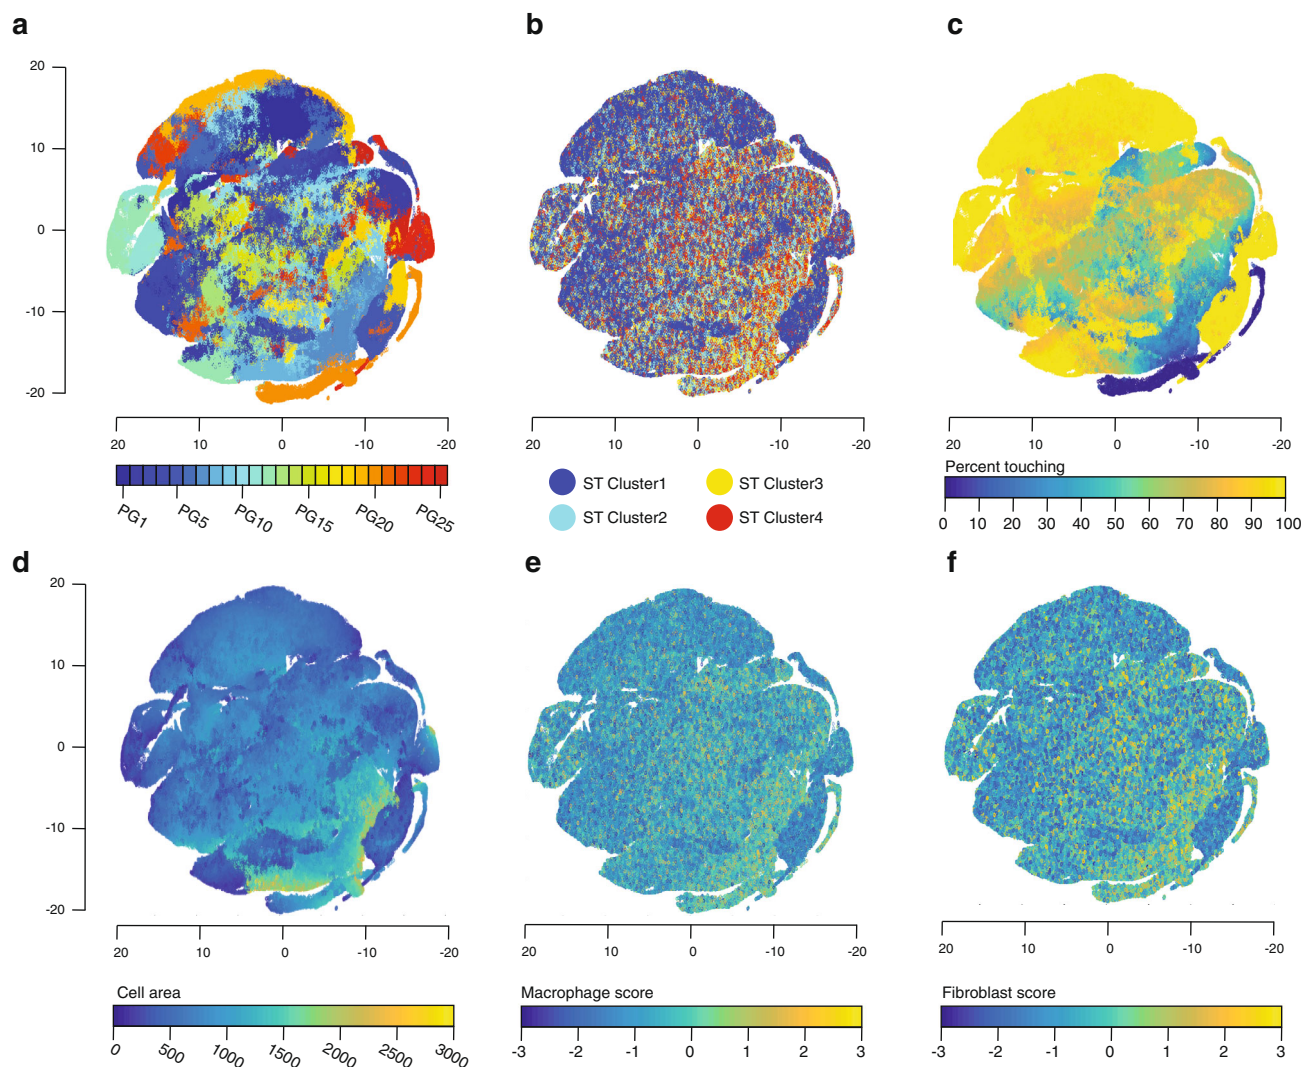 a
b
c
20
10
0
-10
-20
20 10 0 -10 -20
20 10 0 -10 -20
20 10 0 -10 -20
PG1 PG5 PG10 PG15 PG20 PG25
ST Cluster1
ST Cluster3
ST Cluster2
ST Cluster4
Percent touching
0 10 20 30 40 50 60 70 80 90 100
d
e
f
20
10
0
-10
-20
20 10 0 -10 -20
20 10 0 -10 -20
20 10 0 -10 -20
Cell area
0 500 1000 1500 2000 2500 3000
Macrophage score
-3 -2 -1 0 1 2 3
Fibroblast score
-3 -2 -1 0 1 2 3